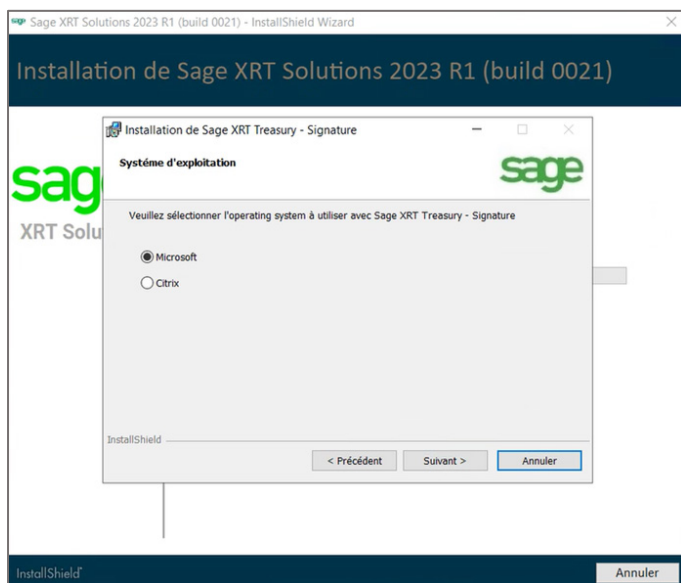 Sage XRT Solutions 2023 R1 (build 0021) - InstallShield Wizard
Installation de Sage XRT Solutions 2023 R1 (build 0021)
Installation de Sage XRT Treasury - Signature
Systéme d'exploitation
sage
sag
XRT Solu
Veuillez sélectionner l'operating system à utiliser avec Sage XRT Treasury - Signature
Microsoft
Citrix
InstallShield
< Précédent
Suivant >
Annuler
InstallShield
Annuler